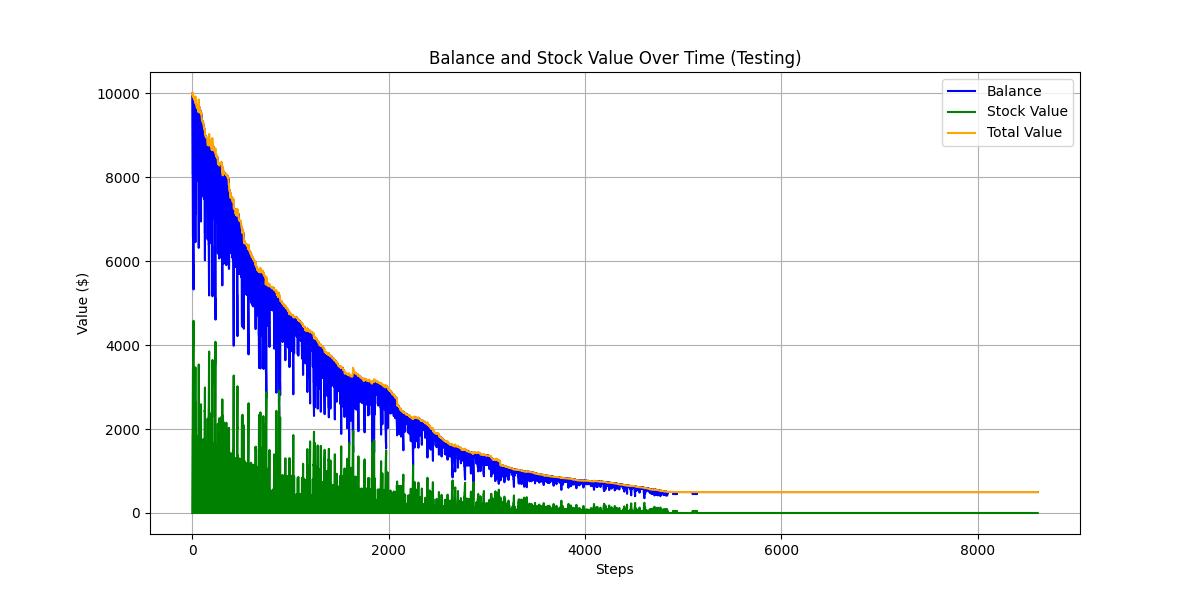 Balance and Stock Value Over Time (Testing)
Balance
Stock Value
Total Value
Value ($)
10000
8000
6000
4000
2000
0
0 2000 4000 6000 8000
Steps